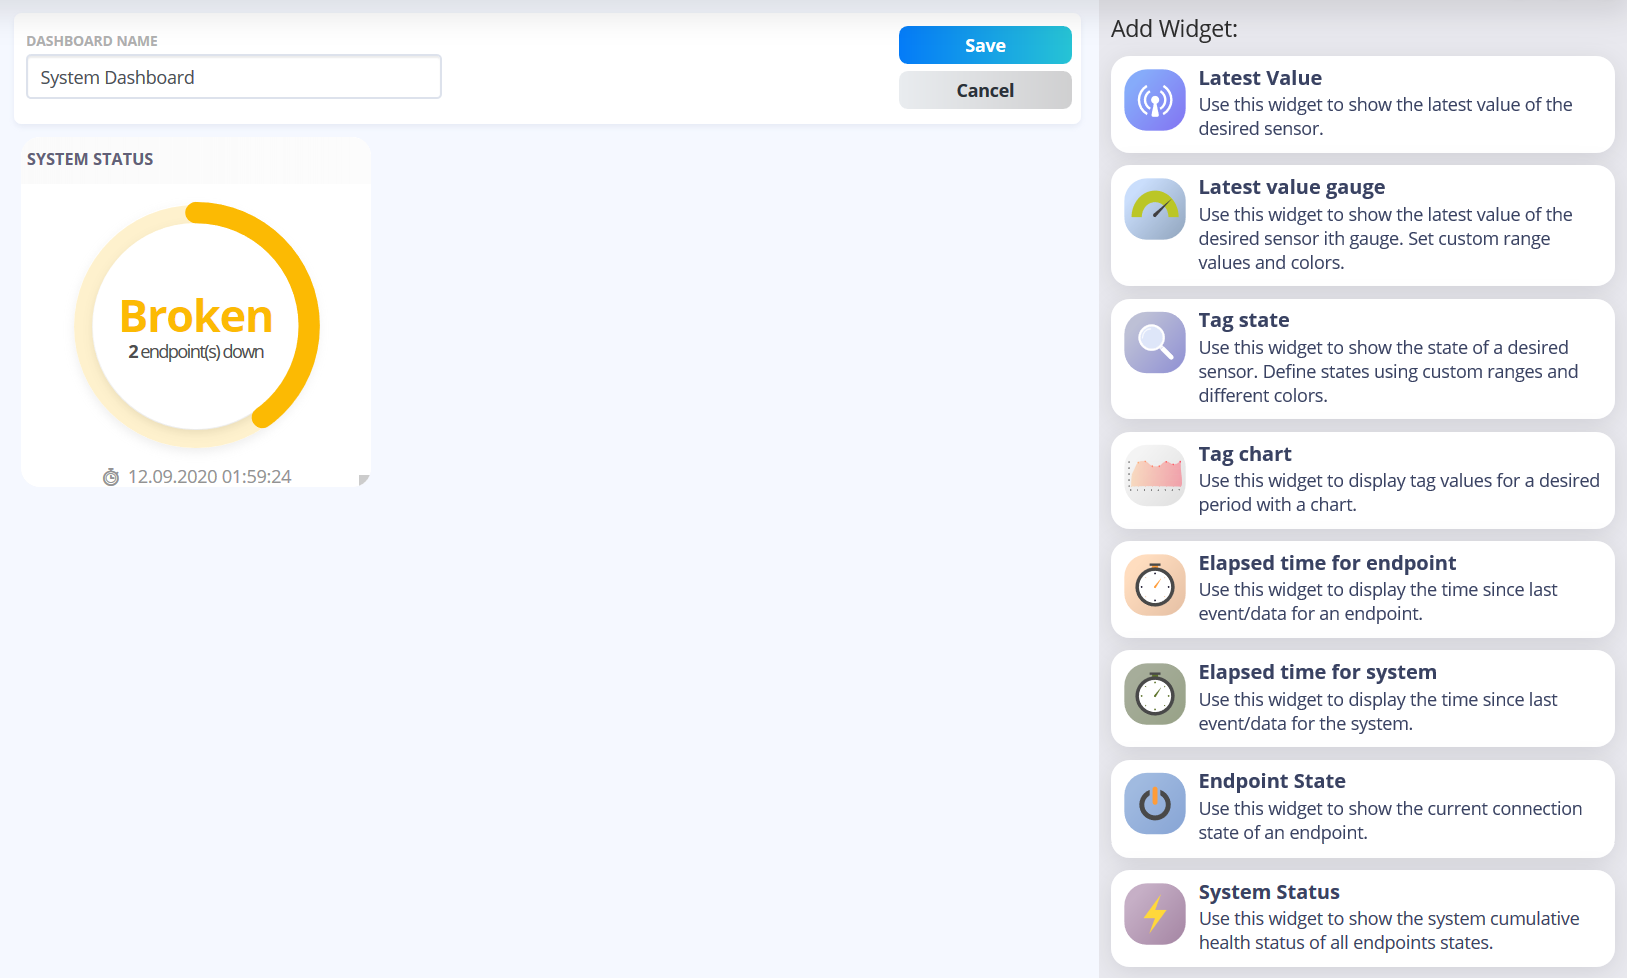 DASHBOARD NAME
System Dashboard
Save
Cancel
SYSTEM STATUS
Broken
2 endpoint(s) down
12.09.2020 01:59:24
Add Widget:
Latest Value
Use this widget to show the latest value of the
desired sensor.
Latest value gauge
Use this widget to show the latest value of the
desired sensor ith gauge. Set custom range
values and colors.
Tag state
Use this widget to show the state of a desired
sensor. Define states using custom ranges and
different colors.
Tag chart
Use this widget to display tag values for a desired
period with a chart.
Elapsed time for endpoint
Use this widget to display the time since last
event/data for an endpoint.
Elapsed time for system
Use this widget to display the time since last
event/data for the system.
Endpoint State
Use this widget to show the current connection
state of an endpoint.
System Status
Use this widget to show the system cumulative
health status of all endpoints states.